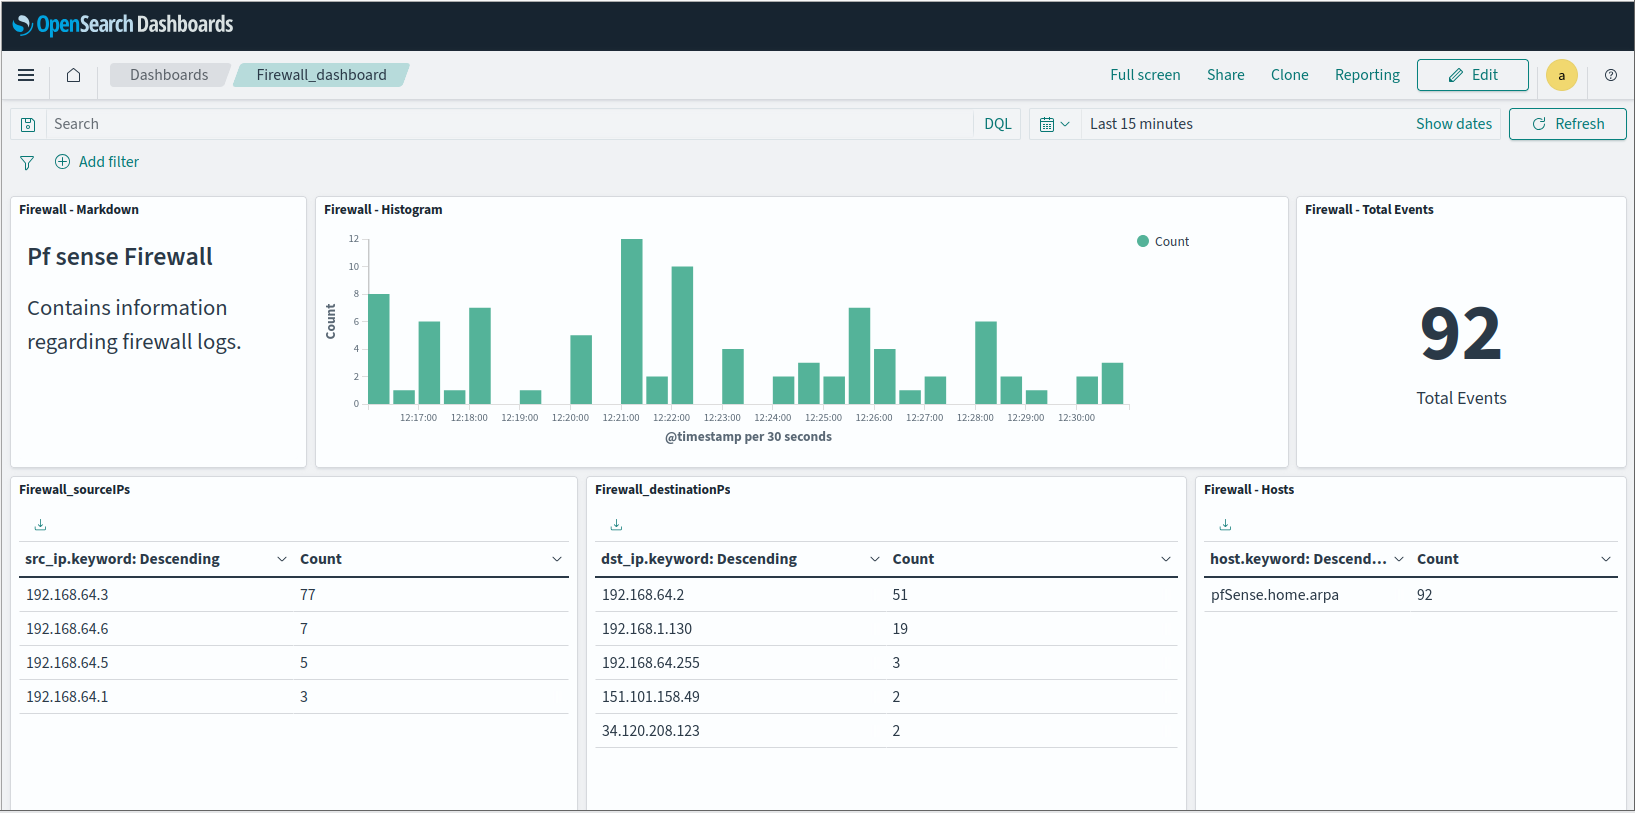 OpenSearch Dashboards
Dashboards
Firewall_dashboard
Full screen
Share
Clone
Reporting
Edit
a
Search
DQL
Last 15 minutes
Show dates
Refresh
Add filter
Firewall - Markdown
Pf sense Firewall
Contains information
regarding firewall logs.
Firewall - Histogram
12
10
8
6
4
2
0
Count
12:17:00 12:18:00 12:19:00 12:20:00 12:21:00 12:22:00 12:23:00 12:24:00 12:25:00 12:26:00 12:27:00 12:28:00 12:29:00 12:30:00
@timestamp per 30 seconds
Count
Firewall - Total Events
92
Total Events
Firewall_sourceIPs
src_ip.keyword: Descending Count
192.168.64.3 77
192.168.64.6 7
192.168.64.5 5
192.168.64.1 3
Firewall_destinationPs
dst_ip.keyword: Descending Count
192.168.64.2 51
192.168.1.130 19
192.168.64.255 3
151.101.158.49 2
34.120.208.123 2
Firewall - Hosts
host.keyword: Descend... Count
pfSense.home.arpa 92